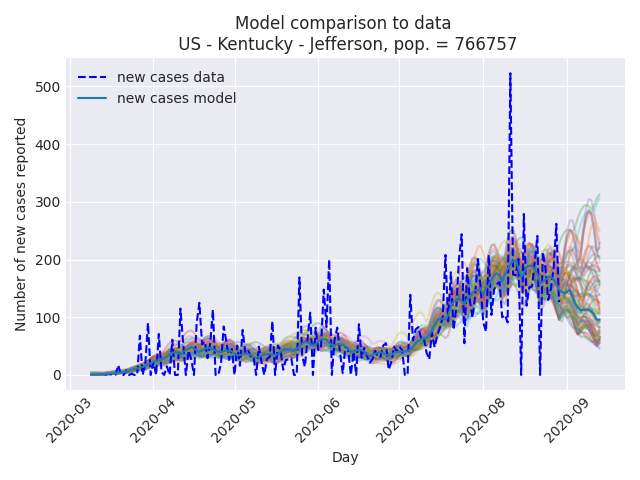 Model comparison to data
US - Kentucky - Jefferson, pop. = 766757
new cases data
new cases model
Number of new cases reported
500
400
300
200
100
0
2020-03
2020-04
2020-05
2020-06
2020-07
2020-08
2020-09
Day